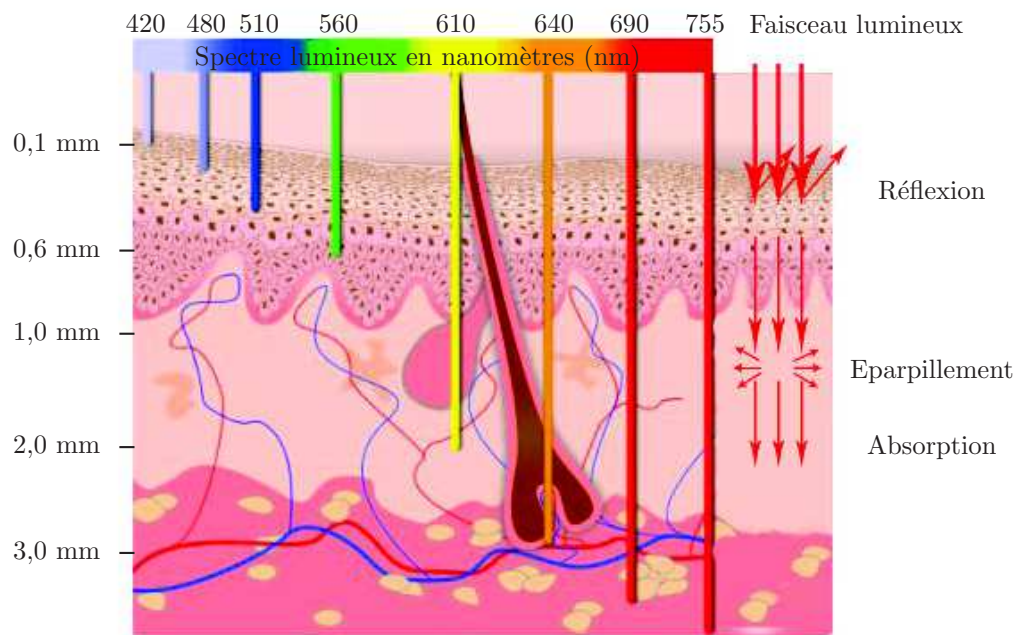 420 480 510 560 610 640 690 755 Faisceau lumineux
Spectre lumineux en nanomètres (nm)
0,1 mm
Réflexion
0,6 mm
1,0 mm
Eparpillement
2,0 mm
Absorption
3,0 mm